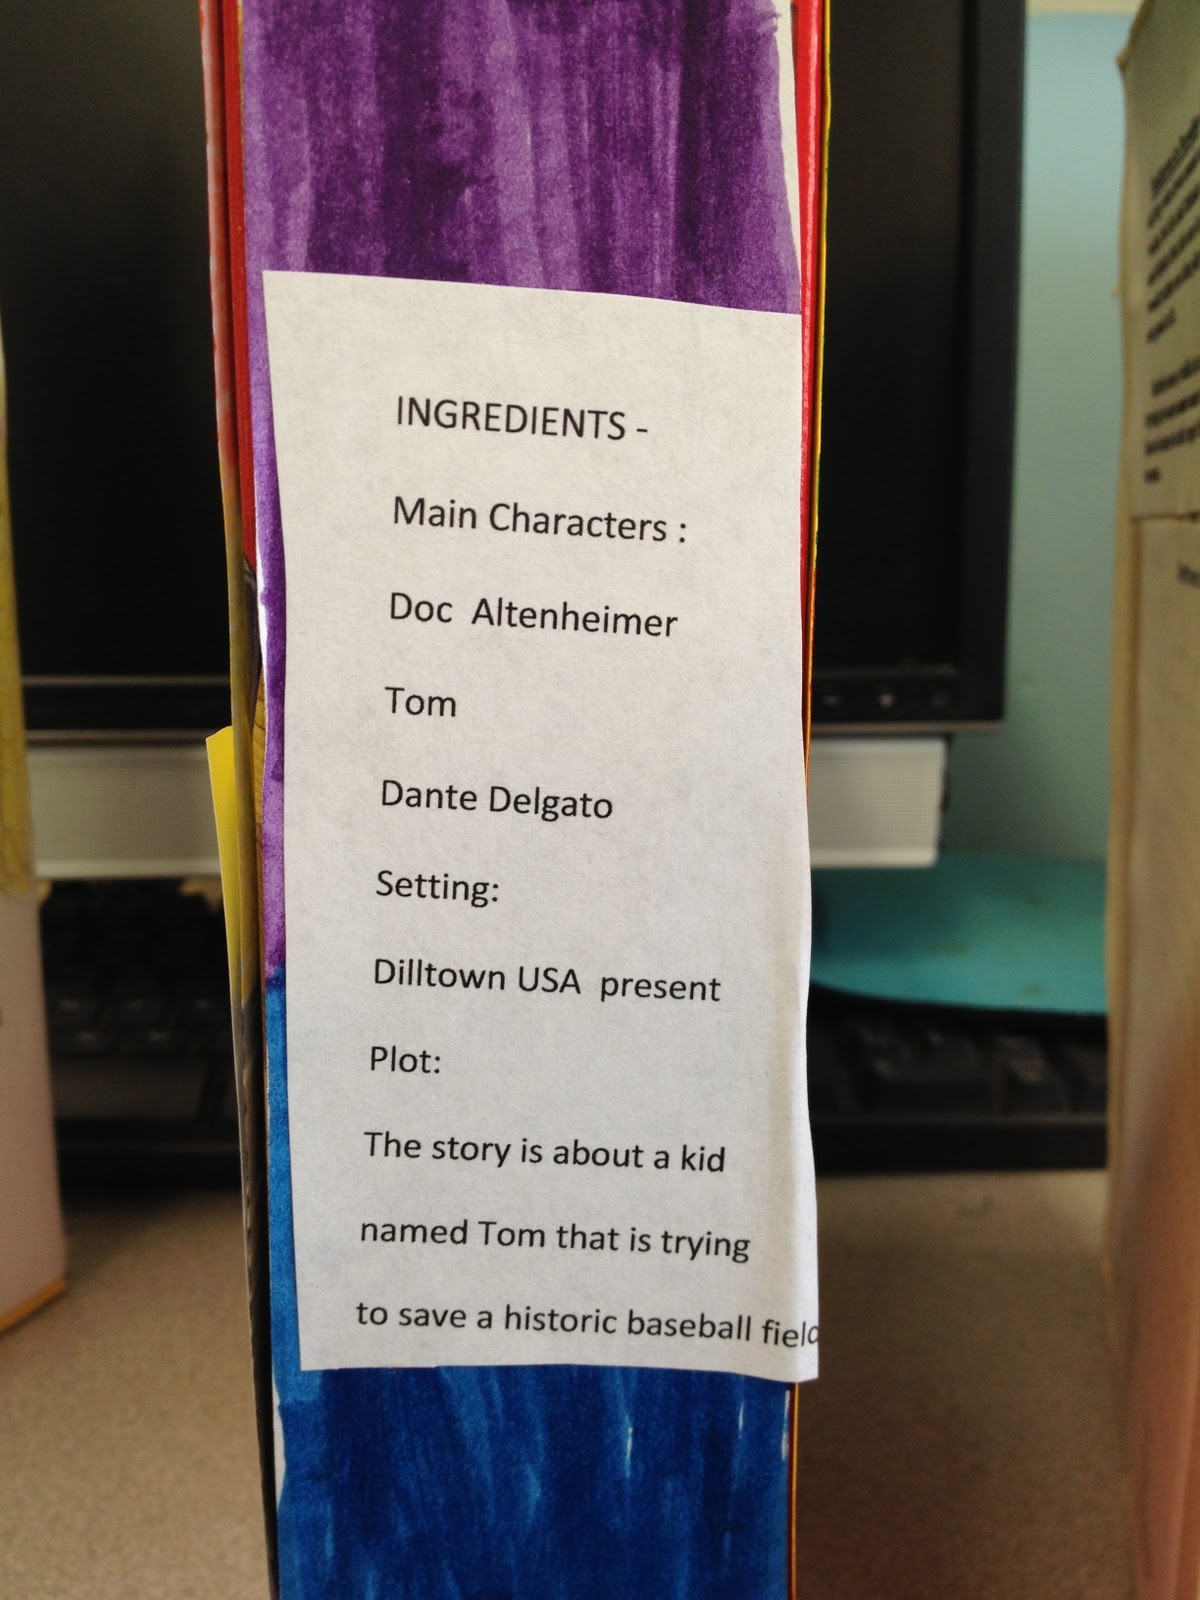 INGREDIENTS -
Main Characters :
Doc Altenheimer
Tom
Dante Delgato
Setting:
Dilltown USA present
Plot:
The story is about a kid
named Tom that is trying
to save a historic baseball field